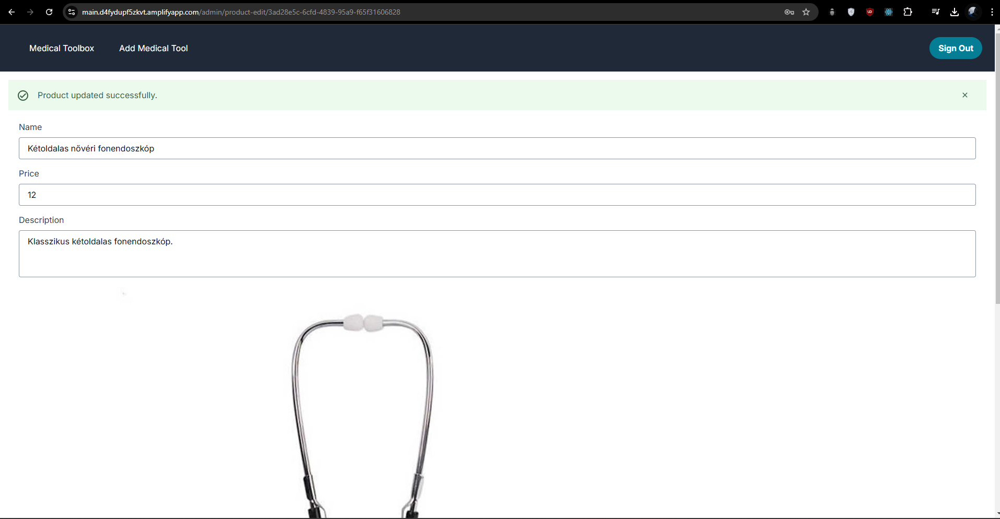 main.d4fydupf5zkvt.amplifyapp.com/admin/product-edit/3ad28e5c-6cfd-4839-95a9-f65f31606828
Medical Toolbox Add Medical Tool Sign Out
Product updated successfully.
Name
Kétoldalas nővéri fonendoszkóp
Price
12
Description
Klasszikus kétoldalas fonendoszkóp.